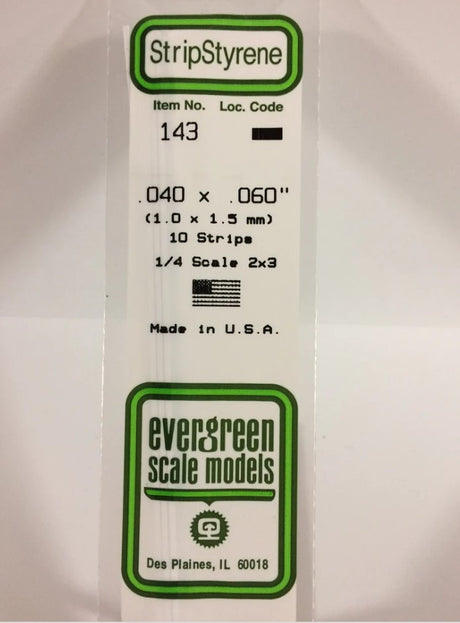 StripStyrene
Item No. Loc. Code
143
.040 x .060"
(1.0 x 1.5 mm)
10 Strips
1/4 Scale 2x3
Made in U.S.A.
evergreen
scale models
Des Plaines, IL 60018